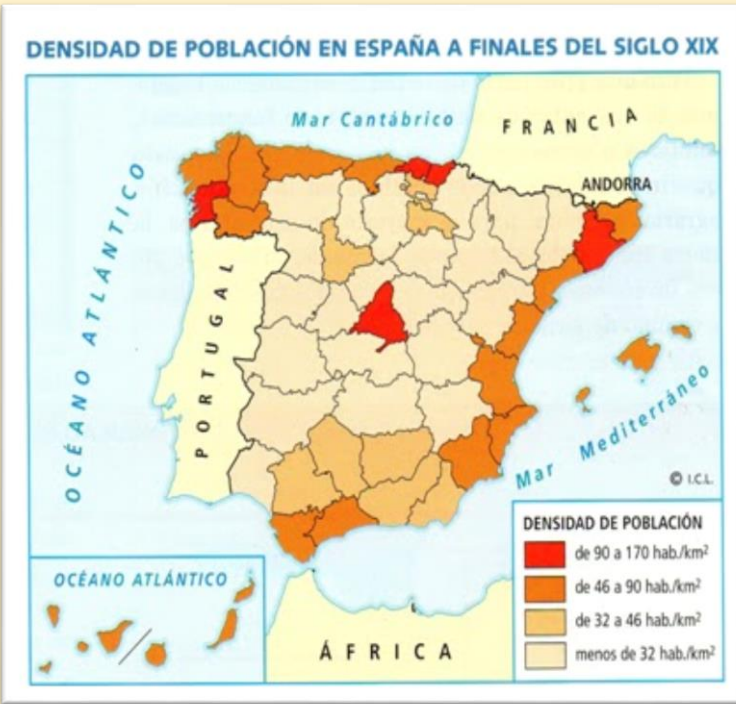 DENSIDAD DE POBLACIÓN EN ESPAÑA A FINALES DEL SIGLO XIX
Mar Cantábrico
FRANCIA
ANDORRA
OCÉANO ATLÁNTICO
PORTUGAL
Mar Mediterráneo
© I.C.L.
DENSIDAD DE POBLACIÓN
de 90 a 170 hab./km²
de 46 a 90 hab./km²
de 32 a 46 hab./km²
menos de 32 hab./km²
OCÉANO ATLÁNTICO
ÁFRICA